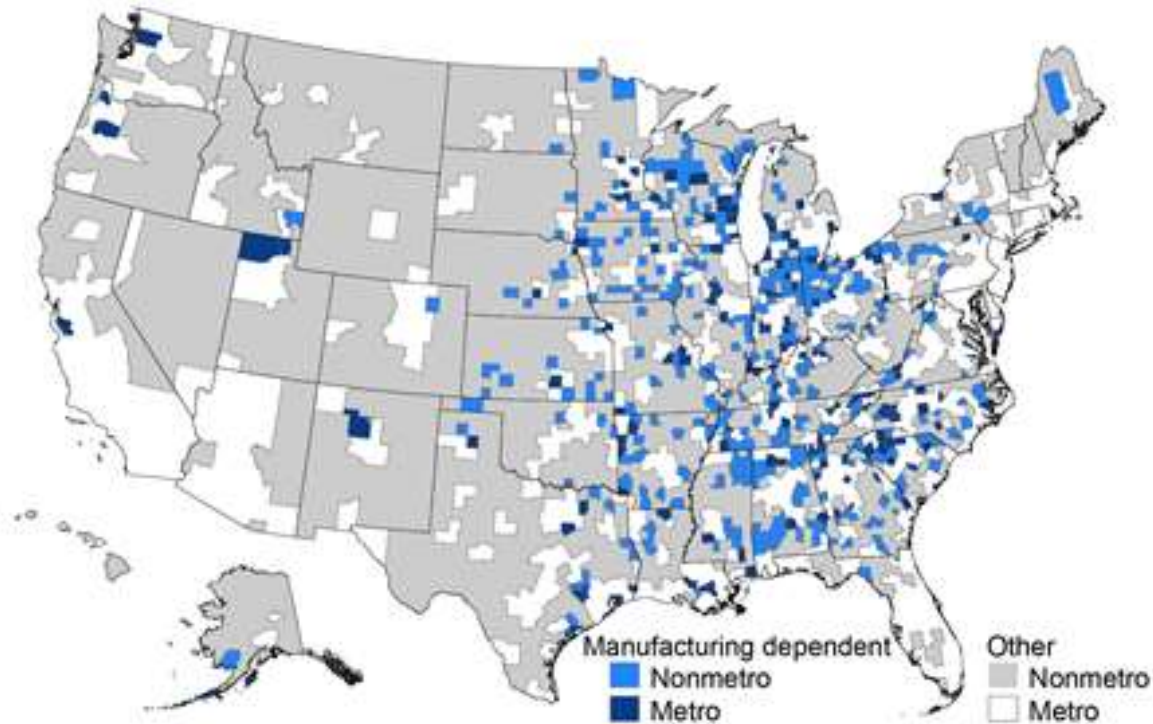 Manufacturing dependent
Nonmetro
Metro
Other
Nonmetro
Metro